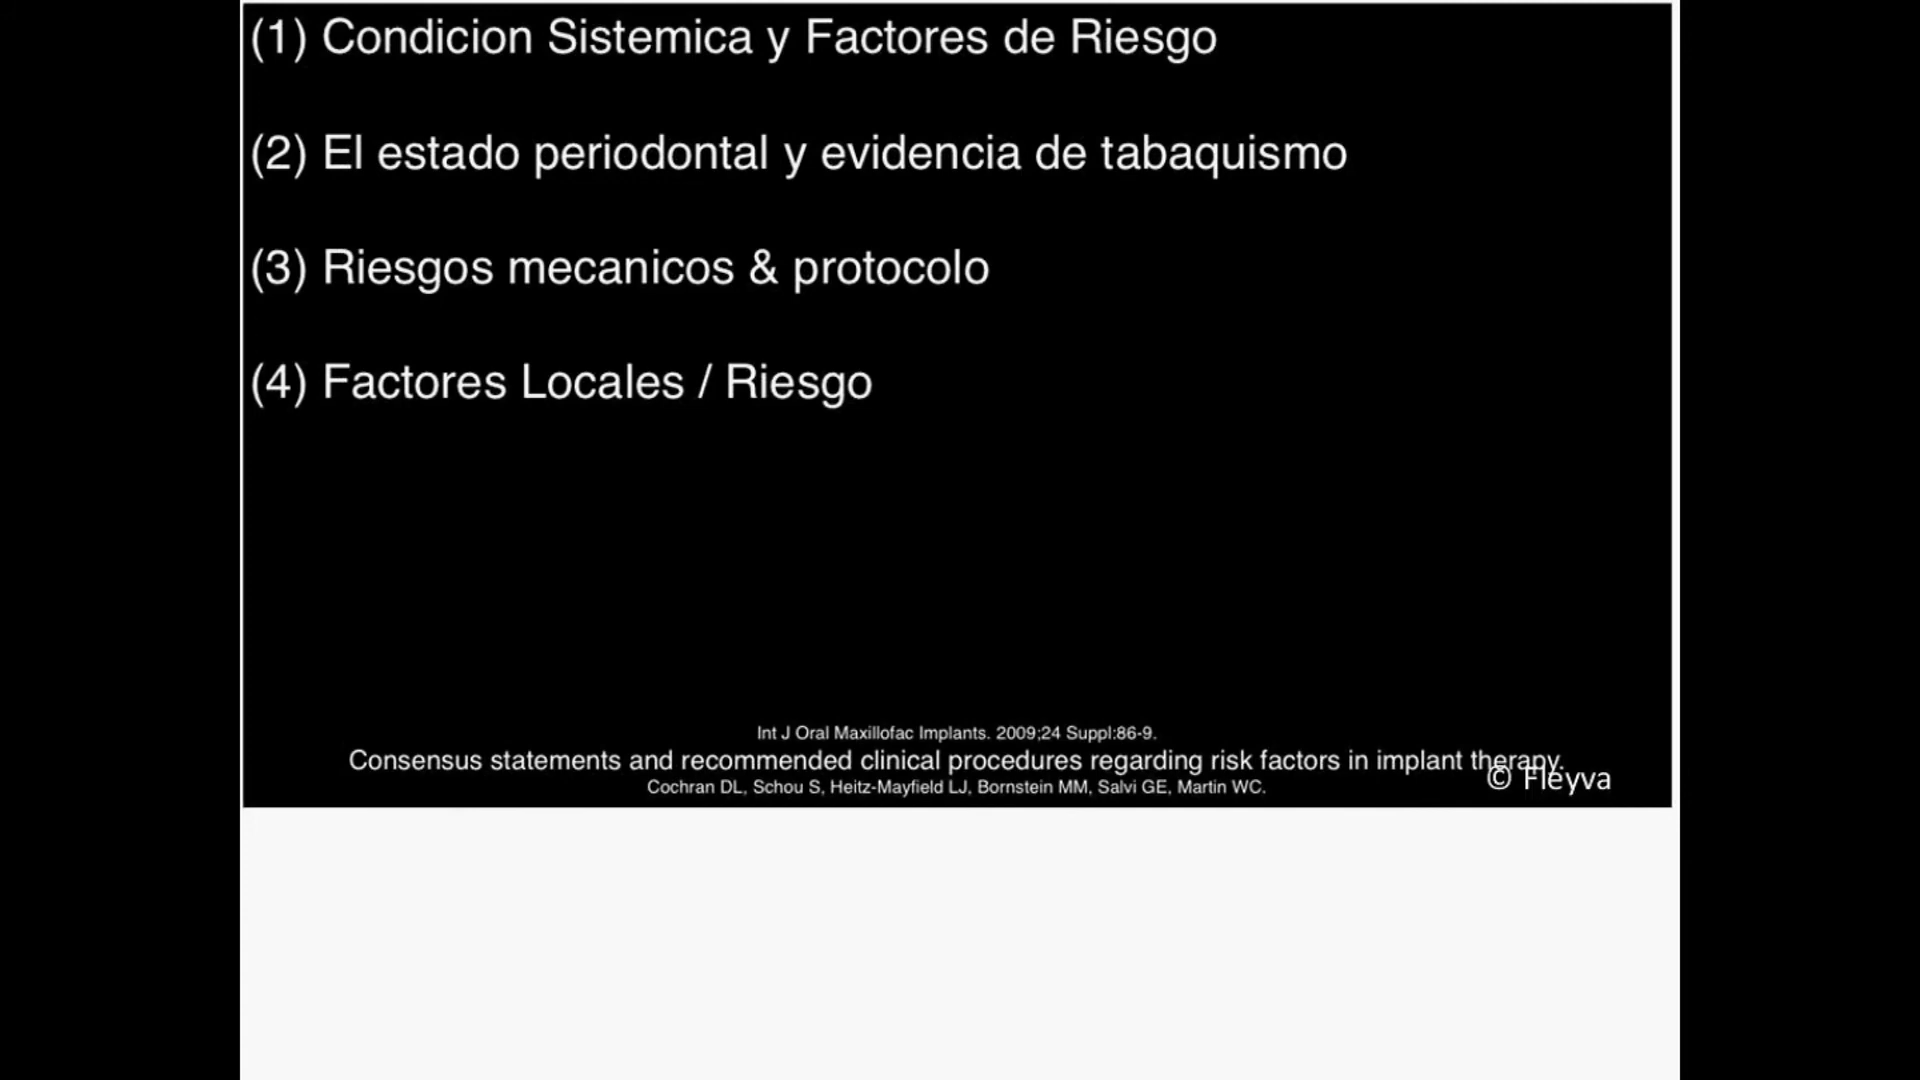 (1) Condicion Sistemica y Factores de Riesgo
(2) El estado periodontal y evidencia de tabaquismo
(3) Riesgos mecanicos & protocolo
(4) Factores Locales / Riesgo
Int J Oral Maxillofac Implants. 2009;24 Suppl:86-9.
Consensus statements and recommended clinical procedures regarding risk factors in implant therapy.
Cochran DL, Schou S, Heitz-Mayfield LJ, Bornstein MM, Salvi GE, Martin WC.
© Fleyva